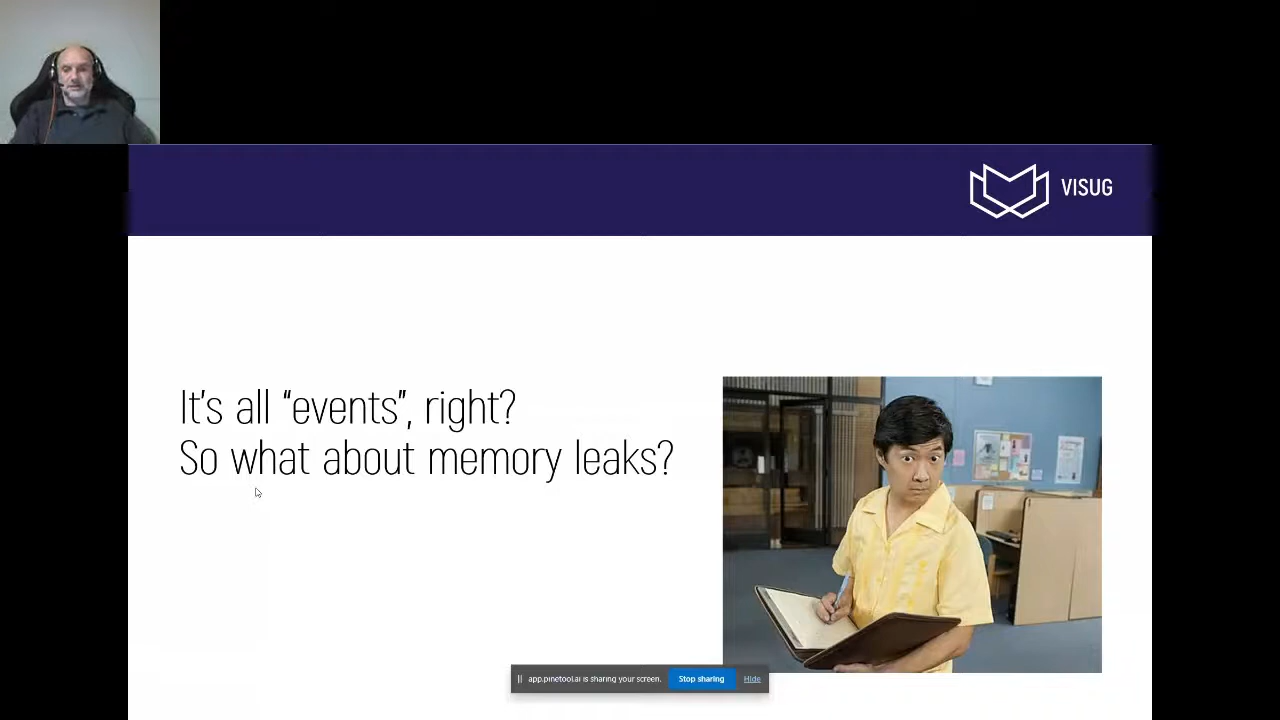 VISUG
It's all “events”, right?
So what about memory leaks?
app.pinetool.ai is sharing your screen.
Stop sharing
Hide